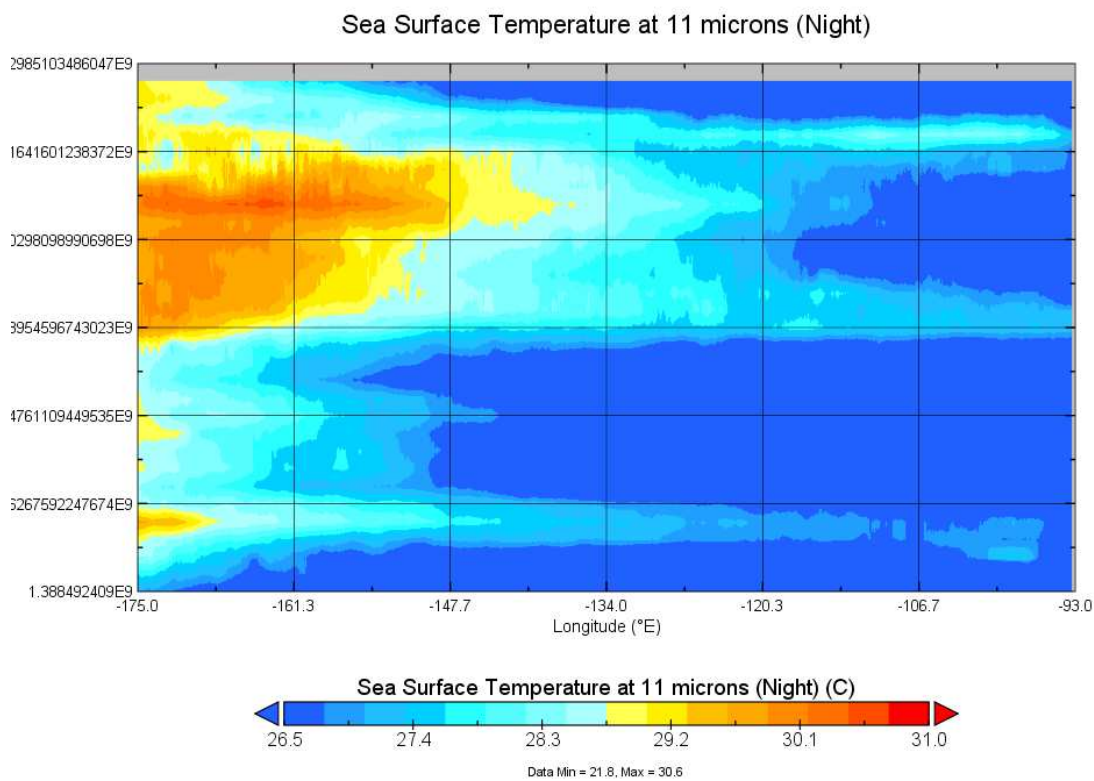 Sea Surface Temperature at 11 microns (Night)
2985103486047E9
1641601238372E9
3298098990698E9
3954596743023E9
4761109449535E9
5267592247674E9
1.388492409E9
-175.0 -161.3 -147.7 -134.0 -120.3 -106.7 -93.0
Longitude (°E)
Sea Surface Temperature at 11 microns (Night) (C)
26.5 27.4 28.3 29.2 30.1 31.0
Data Min = 21.8, Max = 30.6